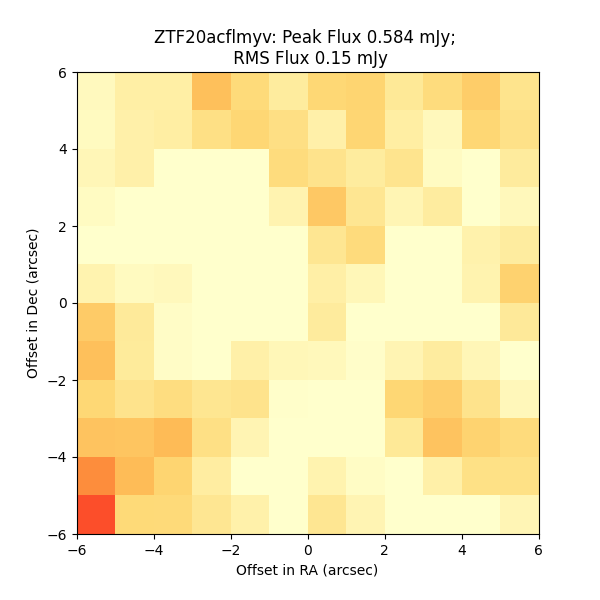 ZTF20acflmyv: Peak Flux 0.584 mJy;
RMS Flux 0.15 mJy
6
4
2
0
−2
−4
−6
Offset in Dec (arcsec)
−6 −4 −2 0 2 4 6
Offset in RA (arcsec)